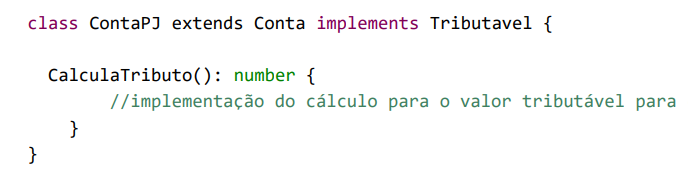 class ContaPJ extends Conta implements Tributavel {
CalculaTributo(): number {
//implementação do cálculo para o valor tributável para
}
}